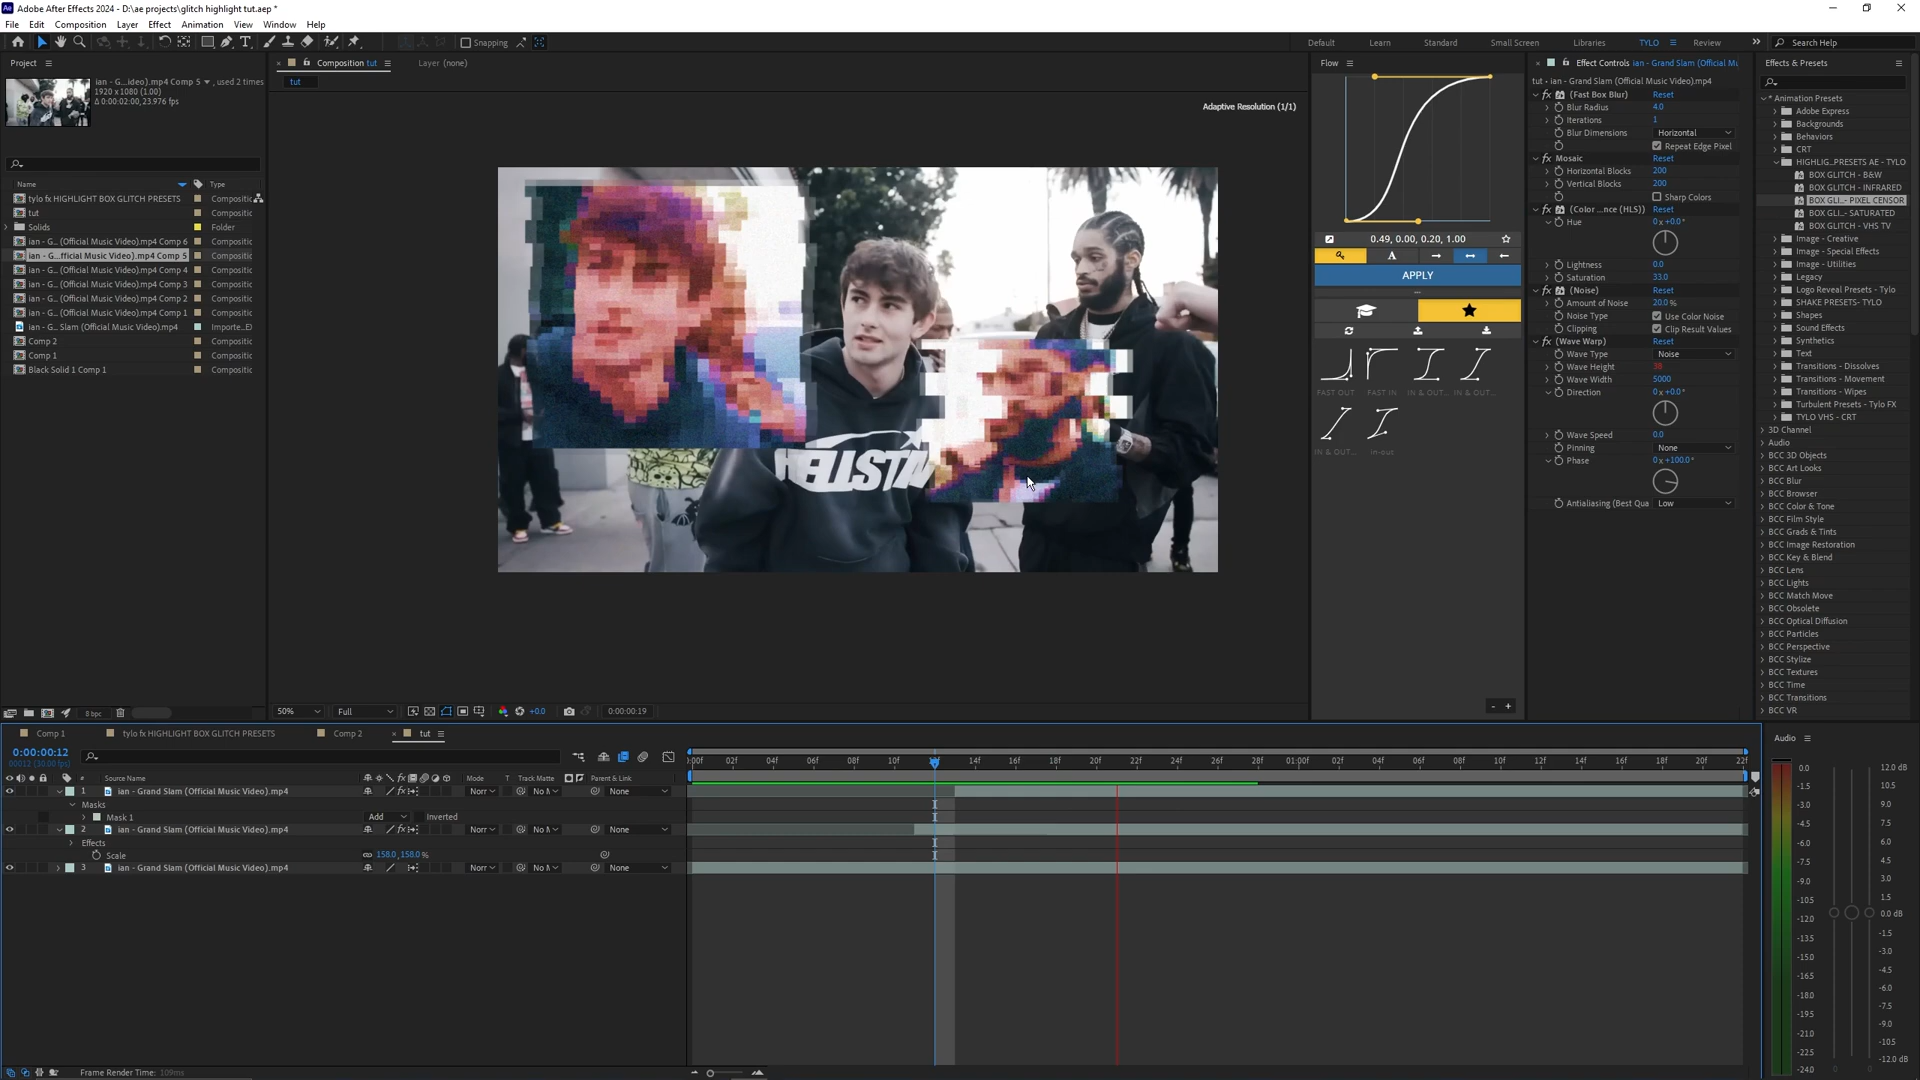 Adobe After Effects 2024 - D:\ae projects\glitch highlight tut.aep *
File Edit Composition Layer Effect Animation View Window Help
Snapping
Default Learn Standard Small Screen Libraries TYLO Review Search Help
Project
ian - G...ideo).mp4 Comp 5 , used 2 times
1920 x 1080 (1.00)
Δ 0:00:02:00, 23.976 fps
Name Type
tylo fx HIGHLIGHT BOX GLITCH PRESETS Compositic
tut Compositic
Solids Folder
ian - G.. (Official Music Video).mp4 Comp 6 Compositic
ian - G...fficial Music Video).mp4 Comp 5 Compositic
ian - G.. (Official Music Video).mp4 Comp 4 Compositic
ian - G.. (Official Music Video).mp4 Comp 3 Compositic
ian - G.. (Official Music Video).mp4 Comp 2 Compositic
ian - G.. (Official Music Video).mp4 Comp 1 Compositic
ian - G... Slam (Official Music Video).mp4 Importe...E)
Comp 2 Compositic
Comp 1 Compositic
Black Solid 1 Comp 1 Compositic
8 bpc
Composition tut
Layer (none)
tut
Adaptive Resolution (1/1)
HELLSTA
50% Full +0.0 0:00:00:19
Flow
0.49, 0.00, 0.20, 1.00
APPLY
FAST OUT FAST IN IN & OUT... IN & OUT...
IN & OUT... in-out
Effect Controls ian - Grand Slam (Official Mu
tut • ian - Grand Slam (Official Music Video).mp4
fx (Fast Box Blur) Reset
Blur Radius 4.0
Iterations 1
Blur Dimensions Horizontal
Repeat Edge Pixel
fx Mosaic Reset
Horizontal Blocks 200
Vertical Blocks 200
Sharp Colors
fx (Color ...nce (HLS)) Reset
Hue 0x+0.0°
Lightness 0.0
Saturation 33.0
fx (Noise) Reset
Amount of Noise 20.0 %
Noise Type Use Color Noise
Clipping Clip Result Values
fx (Wave Warp) Reset
Wave Type Noise
Wave Height 38
Wave Width 5000
Direction 0x+0.0°
Wave Speed 0.0
Pinning None
Phase 0x+100.0°
Antialiasing (Best Qua Low
Effects & Presets
* Animation Presets
Adobe Express
Backgrounds
Behaviors
CRT
HIGHLIG...PRESETS AE - TYLO
BOX GLITCH - B&W
BOX GLITCH - INFRARED
BOX GLI...- PIXEL CENSOR
BOX GLI...- SATURATED
BOX GLITCH - VHS TV
Image - Creative
Image - Special Effects
Image - Utilities
Legacy
Logo Reveal Presets - Tylo
SHAKE PRESETS- TYLO
Shapes
Sound Effects
Synthetics
Text
Transitions - Dissolves
Transitions - Movement
Transitions - Wipes
Turbulent Presets - Tylo FX
TYLO VHS - CRT
3D Channel
Audio
BCC 3D Objects
BCC Art Looks
BCC Blur
BCC Browser
BCC Color & Tone
BCC Film Style
BCC Grads & Tints
BCC Image Restoration
BCC Key & Blend
BCC Lens
BCC Lights
BCC Match Move
BCC Obsolete
BCC Optical Diffusion
BCC Particles
BCC Perspective
BCC Stylize
BCC Textures
BCC Time
BCC Transitions
BCC VR
Comp 1 tylo fx HIGHLIGHT BOX GLITCH PRESETS Comp 2 tut
0:00:00:12
00012 (30.00 fps)
:00f 02f 04f 06f 08f 10f 12f 14f 16f 18f 20f 22f 24f 26f 28f 01:00f 02f 04f 06f 08f 10f 12f 14f 16f 18f 20f 22f
# Source Name Mode T Track Matte Parent & Link
1 ian - Grand Slam (Official Music Video).mp4 Norr No M None
Masks
Mask 1 Add Inverted
2 ian - Grand Slam (Official Music Video).mp4 Norr No M None
Effects
Scale 158.0,158.0 %
3 ian - Grand Slam (Official Music Video).mp4 Norr No M None
Frame Render Time: 109ms
Audio
0.0
-1.5
-3.0
-4.5
-6.0
-7.5
-9.0
-10.5
-12.0
-13.5
-15.0
-16.5
-18.0
-19.5
-21.0
-22.5
-24.0
12.0 dB
10.5
9.0
7.5
6.0
4.5
3.0
1.5
0.0 dB
-1.5
-3.0
-4.5
-6.0
-7.5
-9.0
-10.5
-12.0 dB